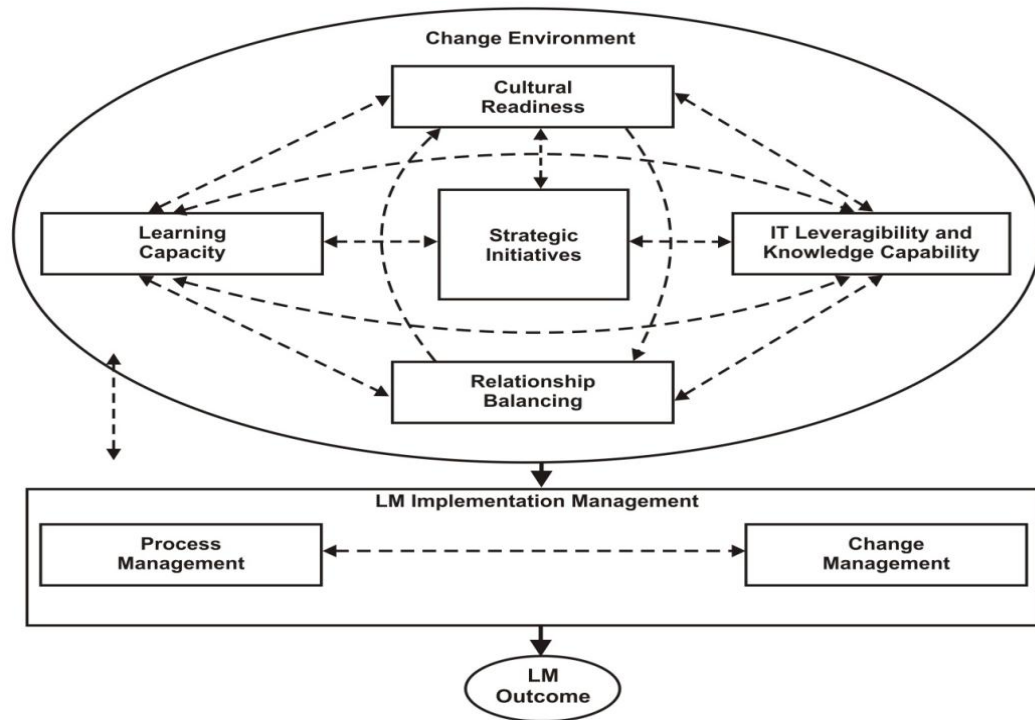 Change Environment
Cultural
Readiness
Learning
Capacity
Strategic
Initiatives
IT Leveragibility and
Knowledge Capability
Relationship
Balancing
LM Implementation Management
Process
Management
Change
Management
LM
Outcome